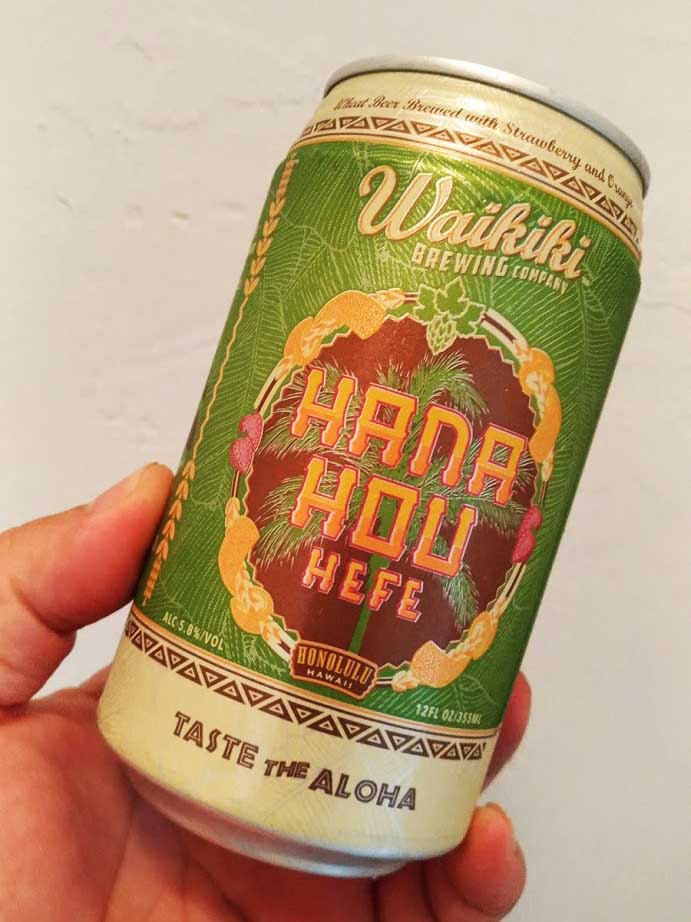 Wheat Beer Brewed with Strawberry and Orange
Waikiki
BREWING COMPANY
HANA
HOU
HEFE
ALC 5.8%/VOL
HONOLULU
HAWAII
12FL OZ/355ML
TASTE THE ALOHA